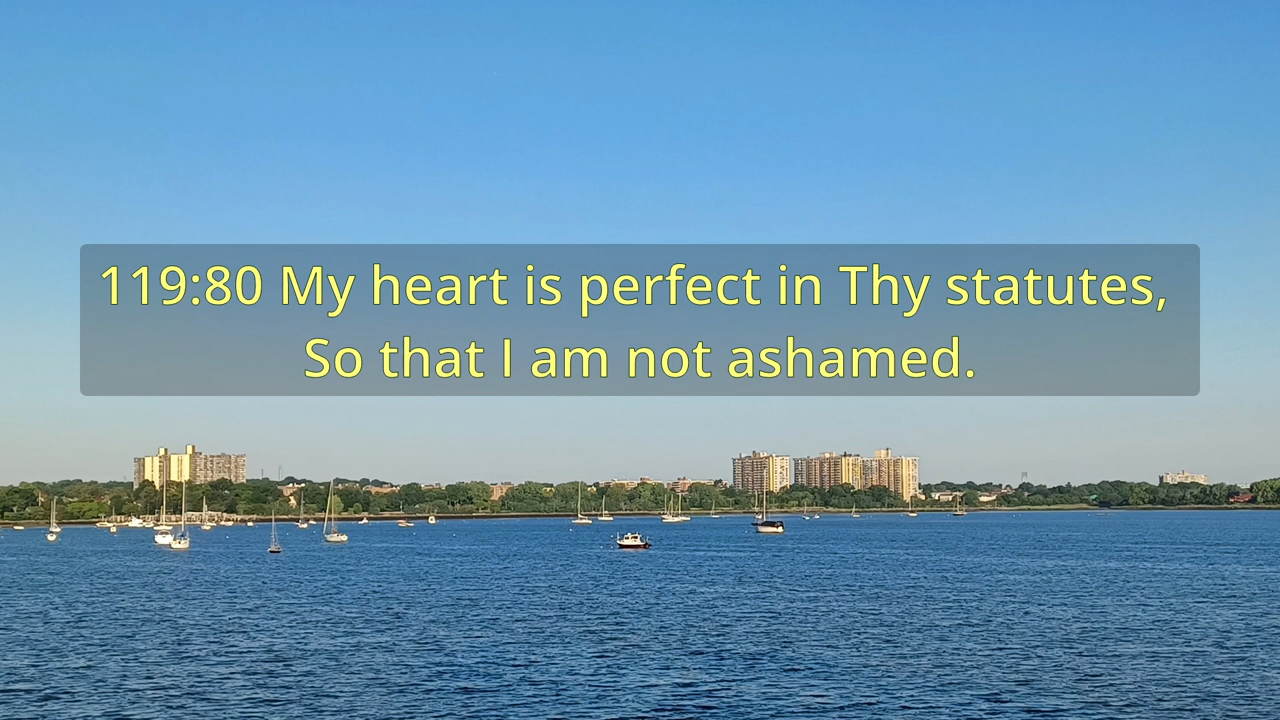 119:80 My heart is perfect in Thy statutes,
So that I am not ashamed.